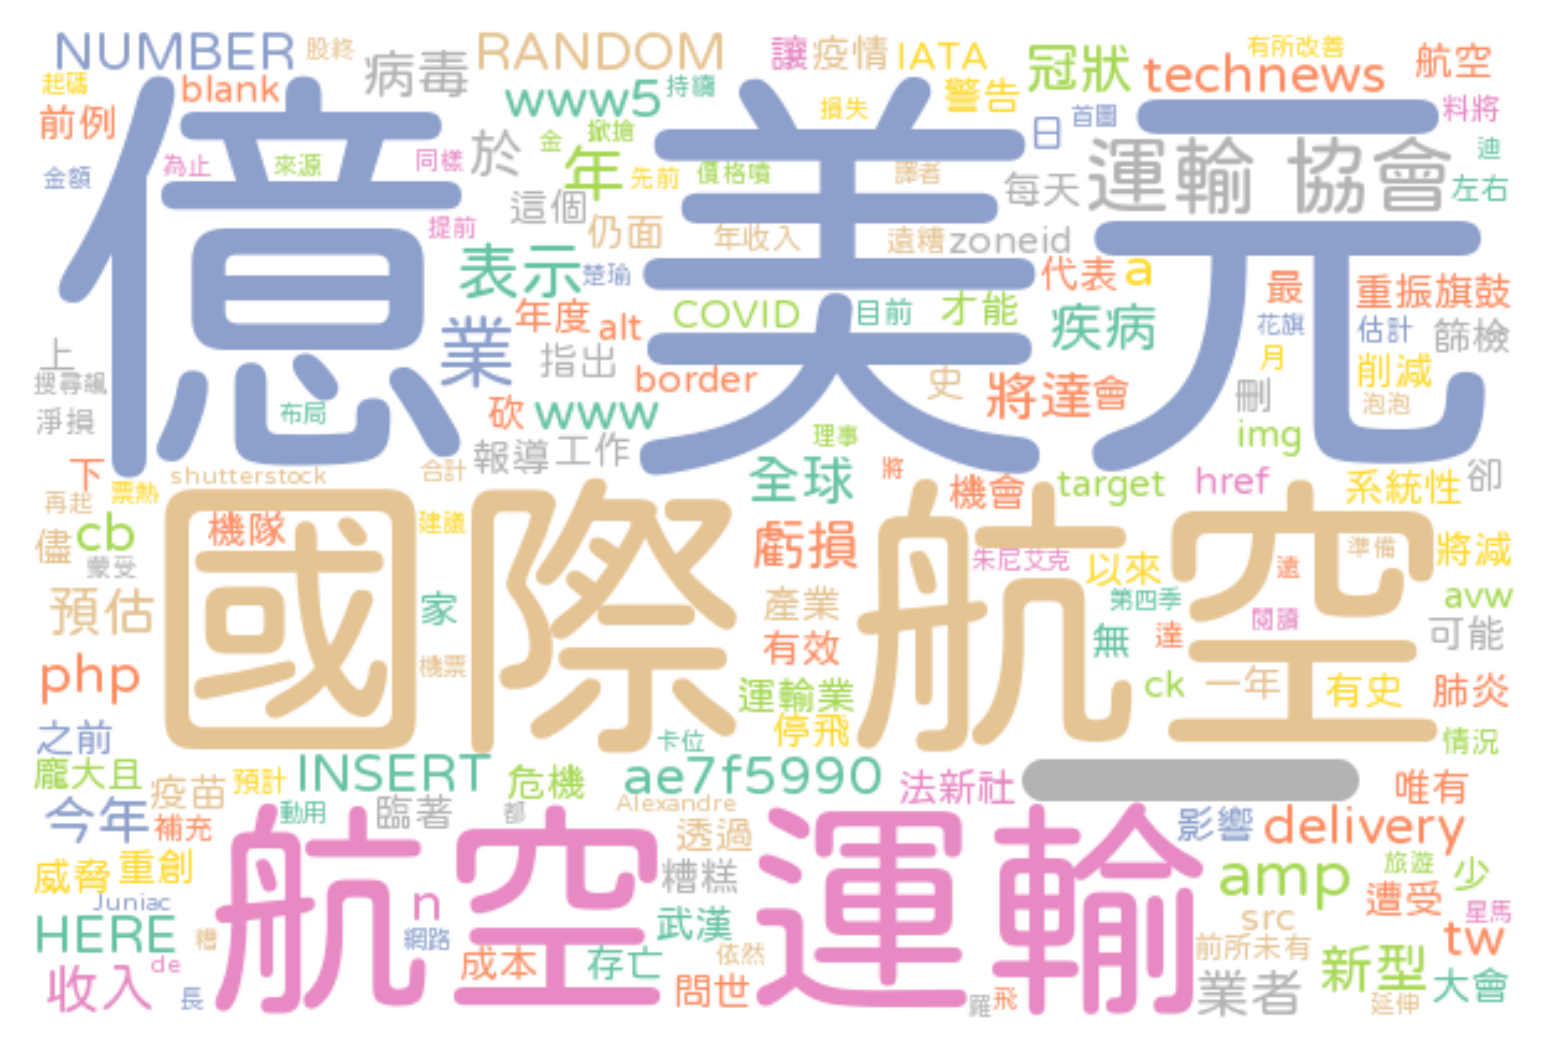 NUMBER 股終 病毒 RANDOM 讓 疫情 IATA 冠狀 有所改善 technews 航空
起碼 blank www5 持續 損失 警告 日 首圖 料將
前例 於 金 掀搶 年
金額 為止 來源 同樣 先前 價格噴 譯者 每天 運輸 協會 迪 左右
提前 這個 仍面 年收入 遠糟 zoneid
億 美元
表示 楚瑜 代表 a 最 重振旗鼓
業 年度 alt COVID 目前 才能 疾病 花旗 估計 篩檢
上 指出 border 史 將達 會 月 刪 削減 泡泡
搜尋飆 淨損 布局 砍 www 理事 img
下 shutterstock 合計 報導 工作 全球 將 機會 target href 系統性 卻
再起 票熱
國際 航空
儘 cb 機隊 建議 虧損 朱尼艾克 以來 遠 準備 將減
蒙受 預估 家 產業 第四季 閱讀 avw
php 機票 有效 無 達 可能
運輸業 ck 一年 有史 肺炎
之前 卡位 停飛 情況
龐大且 疫苗 預計 INSERT 危機 ae7f5990 法新社 唯有
今年 補充 動用 臨著 都 Alexandre 透過 影響 delivery
航空 運輸
威脅 重創 糟糕 amp 旅遊 少
Juniac n 遭受 星馬
HERE 糟 網路 武漢 src tw
收入 de 長 成本 存亡 依然 問世 前所未有 新型 大會
羅 飛 業者 延伸